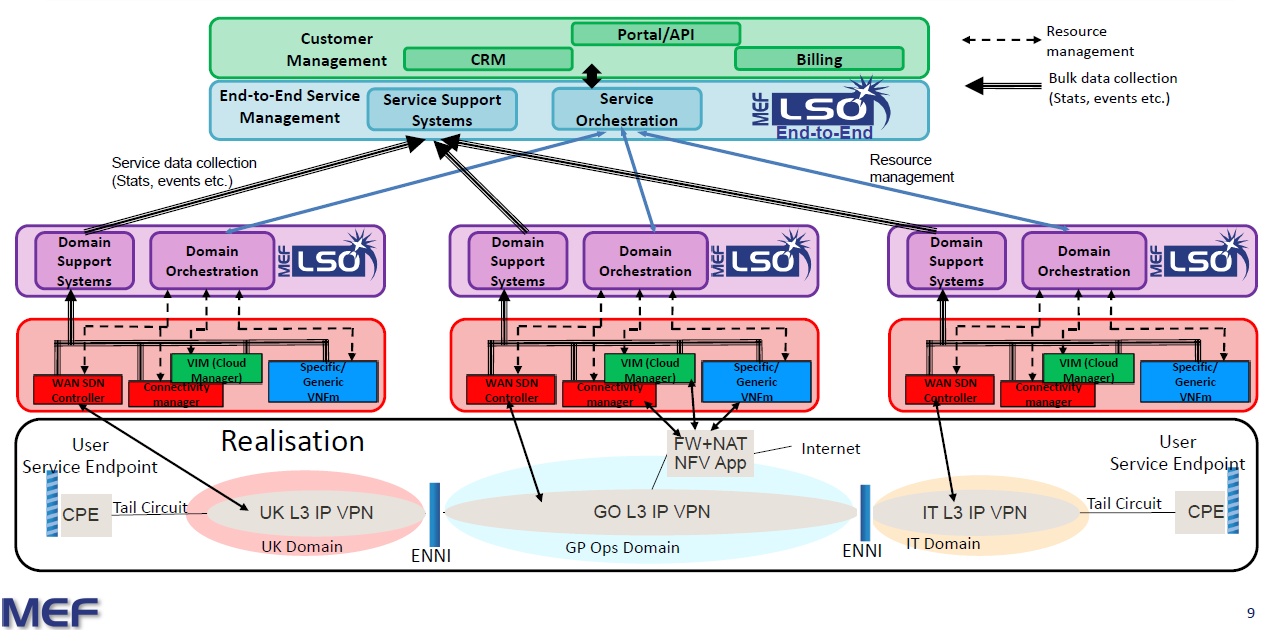 Customer
Management
Portal/API
CRM
Billing
Resource
management
Bulk data collection
(Stats, events etc.)
End-to-End Service
Management
Service Support
Systems
Service
Orchestration
MEF
LSO
End-to-End
Service data collection
(Stats, events etc.)
Resource
management
Domain
Support
Systems
Domain
Orchestration
MEF
LSO
Domain
Support
Systems
Domain
Orchestration
MEF
LSO
Domain
Support
Systems
Domain
Orchestration
MEF
LSO
WAN SDN
Controller
Connectivity
manager
VIM (Cloud
Manager)
Specific/
Generic
VNFm
WAN SDN
Controller
Connectivity
manager
VIM (Cloud
Manager)
Specific/
Generic
VNFm
WAN SDN
Controller
Connectivity
manager
VIM (Cloud
Manager)
Specific/
Generic
VNFm
Realisation
User
Service Endpoint
CPE
Tail Circuit
UK L3 IP VPN
UK Domain
ENNI
FW+NAT
NFV App
Internet
GO L3 IP VPN
GP Ops Domain
ENNI
IT L3 IP VPN
IT Domain
Tail Circuit
User
Service Endpoint
CPE
MEF
9